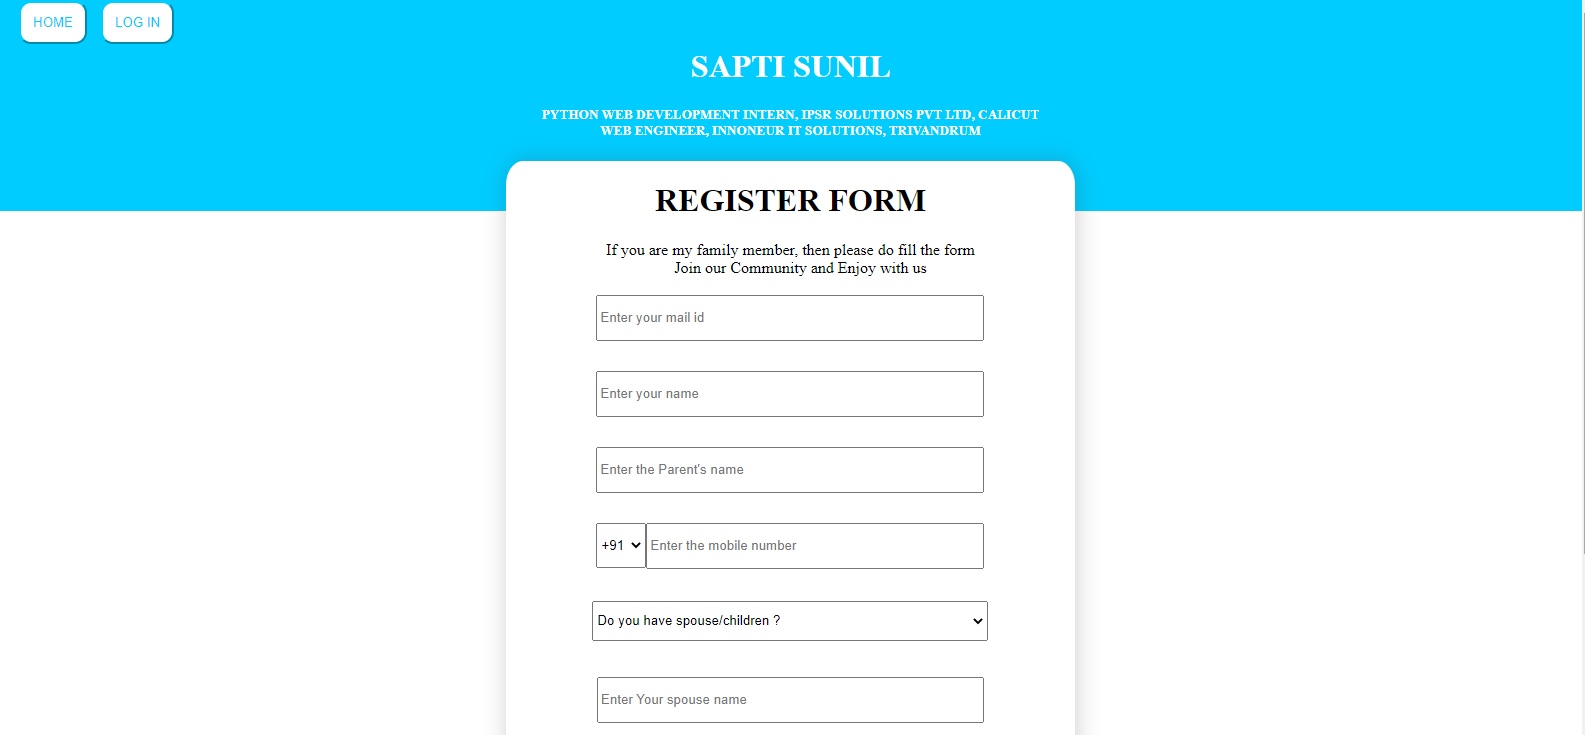 HOME
LOG IN
SAPTI SUNIL
PYTHON WEB DEVELOPMENT INTERN, IPSR SOLUTIONS PVT LTD, CALICUT
WEB ENGINEER, INNONEUR IT SOLUTIONS, TRIVANDRUM
REGISTER FORM
If you are my family member, then please do fill the form
Join our Community and Enjoy with us
Enter your mail id
Enter your name
Enter the Parent's name
+91
Enter the mobile number
Do you have spouse/children ?
Enter Your spouse name